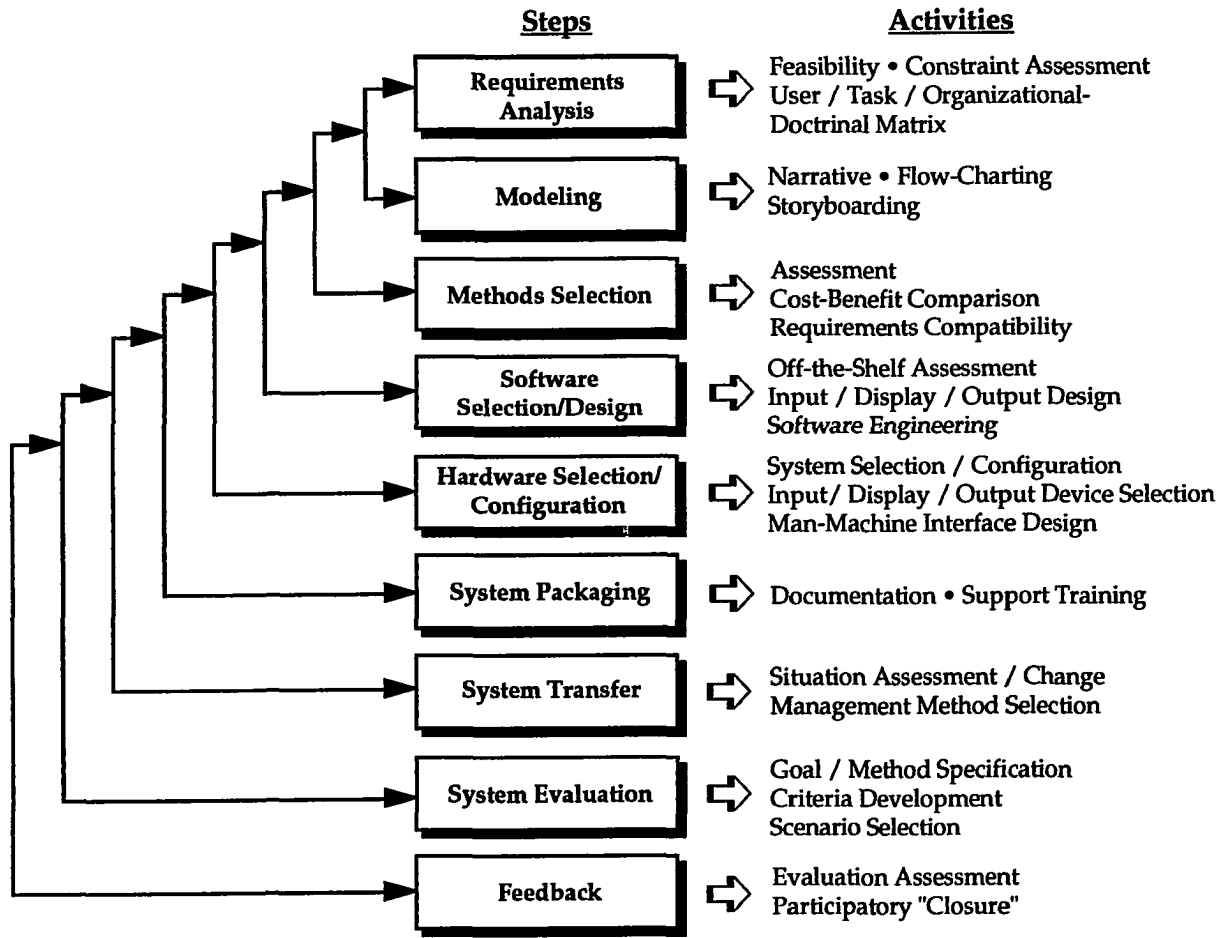 Steps
Activities
Requirements
Analysis
Feasibility • Constraint Assessment
User / Task / Organizational-
Doctrinal Matrix
Modeling
Narrative • Flow-Charting
Storyboarding
Methods Selection
Assessment
Cost-Benefit Comparison
Requirements Compatibility
Software
Selection/Design
Off-the-Shelf Assessment
Input / Display / Output Design
Software Engineering
Hardware Selection/
Configuration
System Selection / Configuration
Input/ Display / Output Device Selection
Man-Machine Interface Design
System Packaging
Documentation • Support Training
System Transfer
Situation Assessment / Change
Management Method Selection
System Evaluation
Goal / Method Specification
Criteria Development
Scenario Selection
Feedback
Evaluation Assessment
Participatory "Closure"